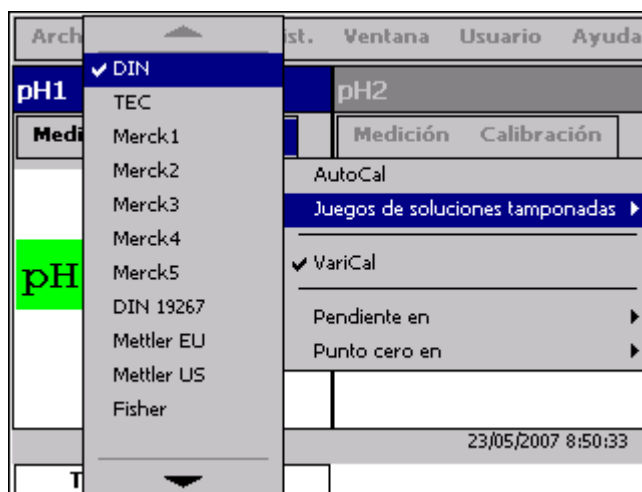 Arch
ist. Ventana Usuario Ayuda
pH1
pH2
Medi
Medición Calibración
DIN
TEC
Merck1
Merck2
Merck3
Merck4
Merck5
DIN 19267
Mettler EU
Mettler US
Fisher
AutoCal
Juegos de soluciones tamponadas
VariCal
Pendiente en
Punto cero en
pH
23/05/2007 8:50:33
T